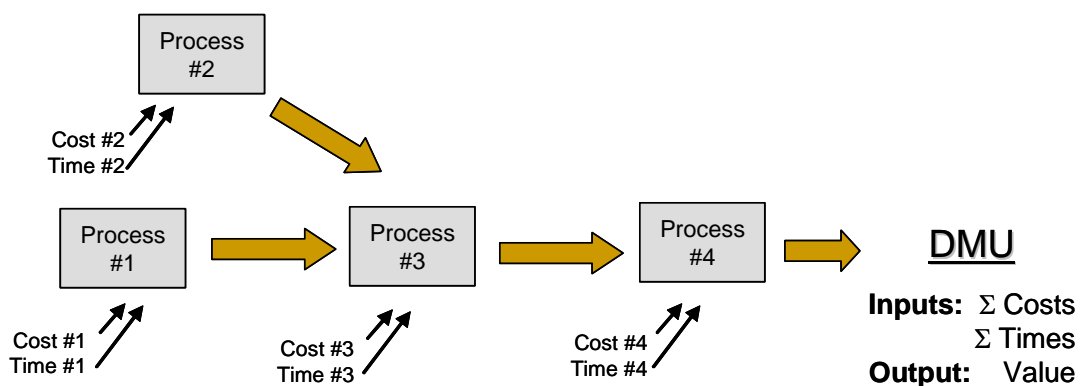 Process
#2
Cost #2
Time #2
Process
#1
Process
#3
Process
#4
DMU
Cost #1
Time #1
Cost #3
Time #3
Cost #4
Time #4
Inputs: Σ Costs
Σ Times
Output: Value